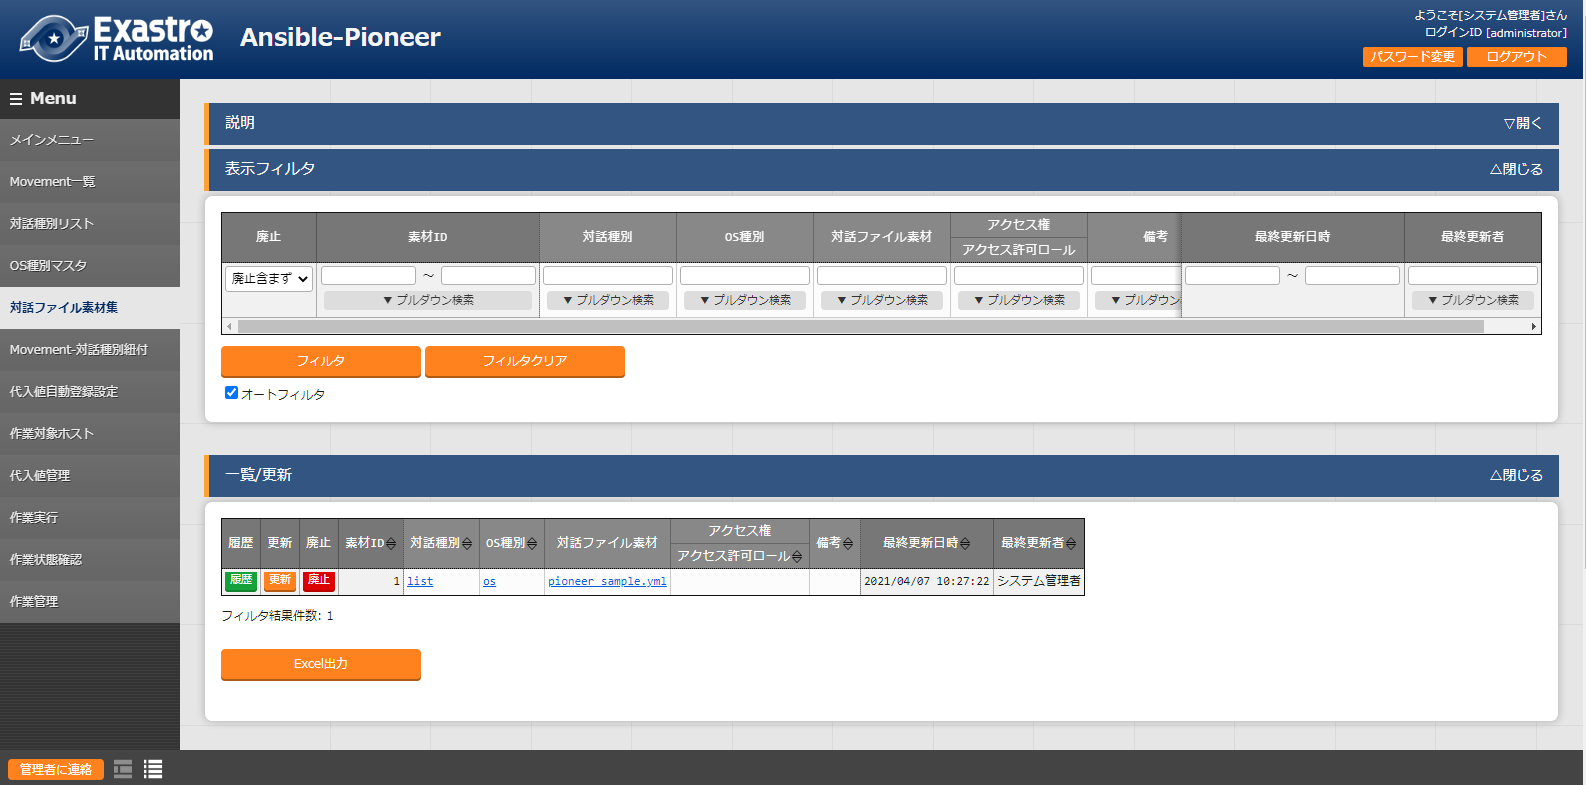 Exastro
IT Automation
Ansible-Pioneer
ようこそ[システム管理者]さん
ログインID [administrator]
パスワード変更 ログアウト
Menu
メインメニュー
Movement一覧
対話種別リスト
OS種別マスタ
対話ファイル素材集
Movement-対話種別紐付
代入値自動登録設定
作業対象ホスト
代入値管理
作業実行
作業状態確認
作業管理
説明 ▽開く
表示フィルタ △閉じる
廃止 素材ID 対話種別 OS種別 対話ファイル素材 アクセス権 備考 最終更新日時 最終更新者
アクセス許可ロール
廃止含まず ～ ～
▼ プルダウン検索 ▼ プルダウン検索 ▼ プルダウン検索 ▼ プルダウン検索 ▼ プルダウン検索 ▼ プルダウン ▼ プルダウン検索
フィルタ フィルタクリア
オートフィルタ
一覧/更新 △閉じる
履歴 更新 廃止 素材ID 対話種別 OS種別 対話ファイル素材 アクセス権 備考 最終更新日時 最終更新者
アクセス許可ロール
履歴 更新 廃止 1 list os pioneer_sample.yml 2021/04/07 10:27:22 システム管理者
フィルタ結果件数: 1
Excel出力
管理者に連絡